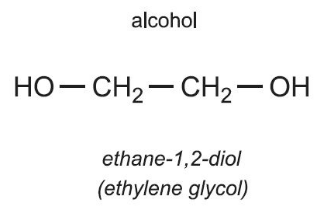 alcohol
HO — CH₂ — CH₂ — OH
ethane-1,2-diol
(ethylene glycol)